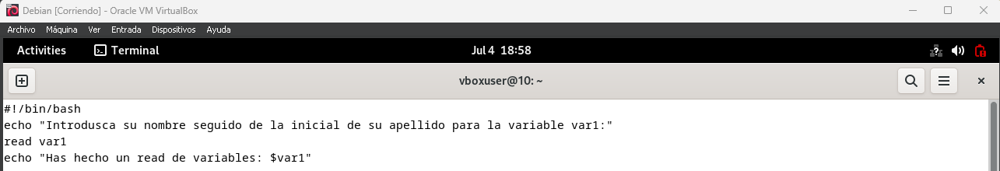 Debian [Corriendo] - Oracle VM VirtualBox
Archivo Máquina Ver Entrada Dispositivos Ayuda
Activities Terminal Jul 4 18:58
vboxuser@10: ~
#!/bin/bash
echo "Introdusca su nombre seguido de la inicial de su apellido para la variable var1:"
read var1
echo "Has hecho un read de variables: $var1"